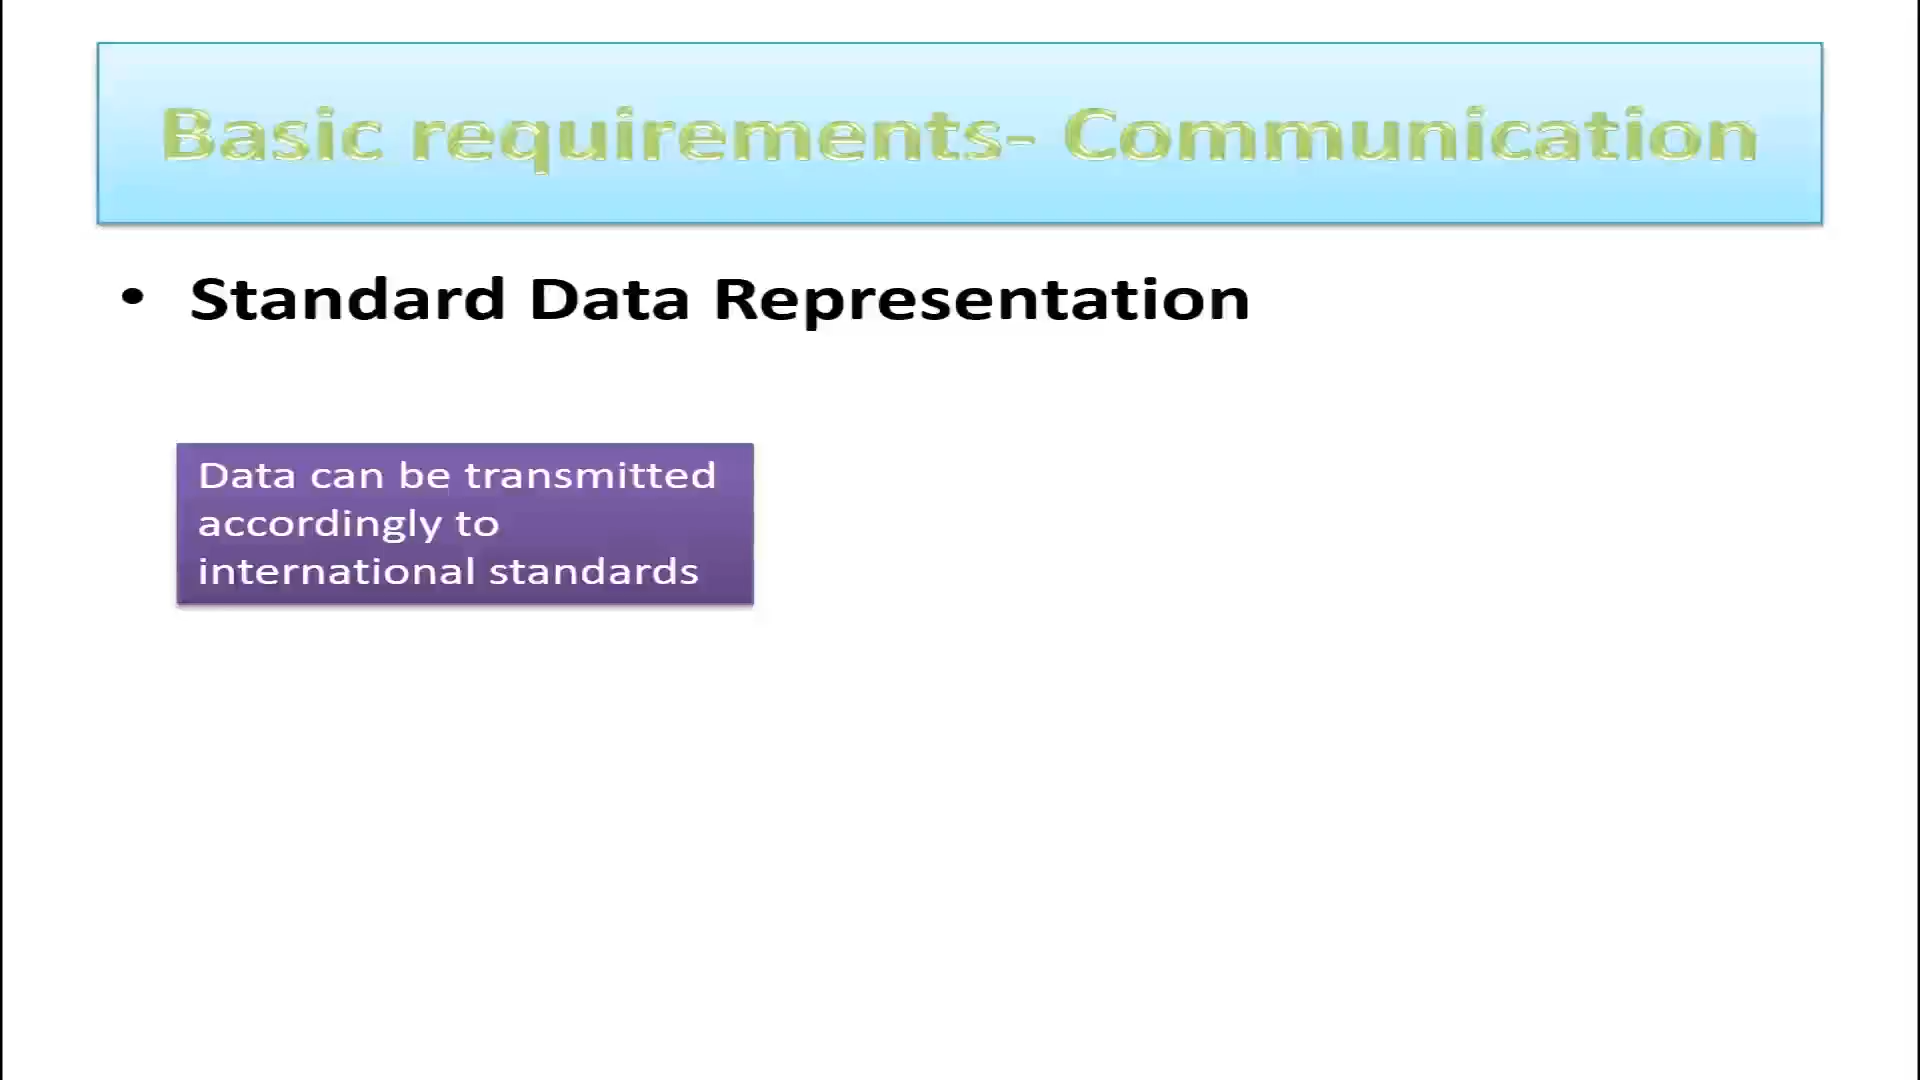 Basic requirements- Communication
• Standard Data Representation
Data can be transmitted
accordingly to
international standards